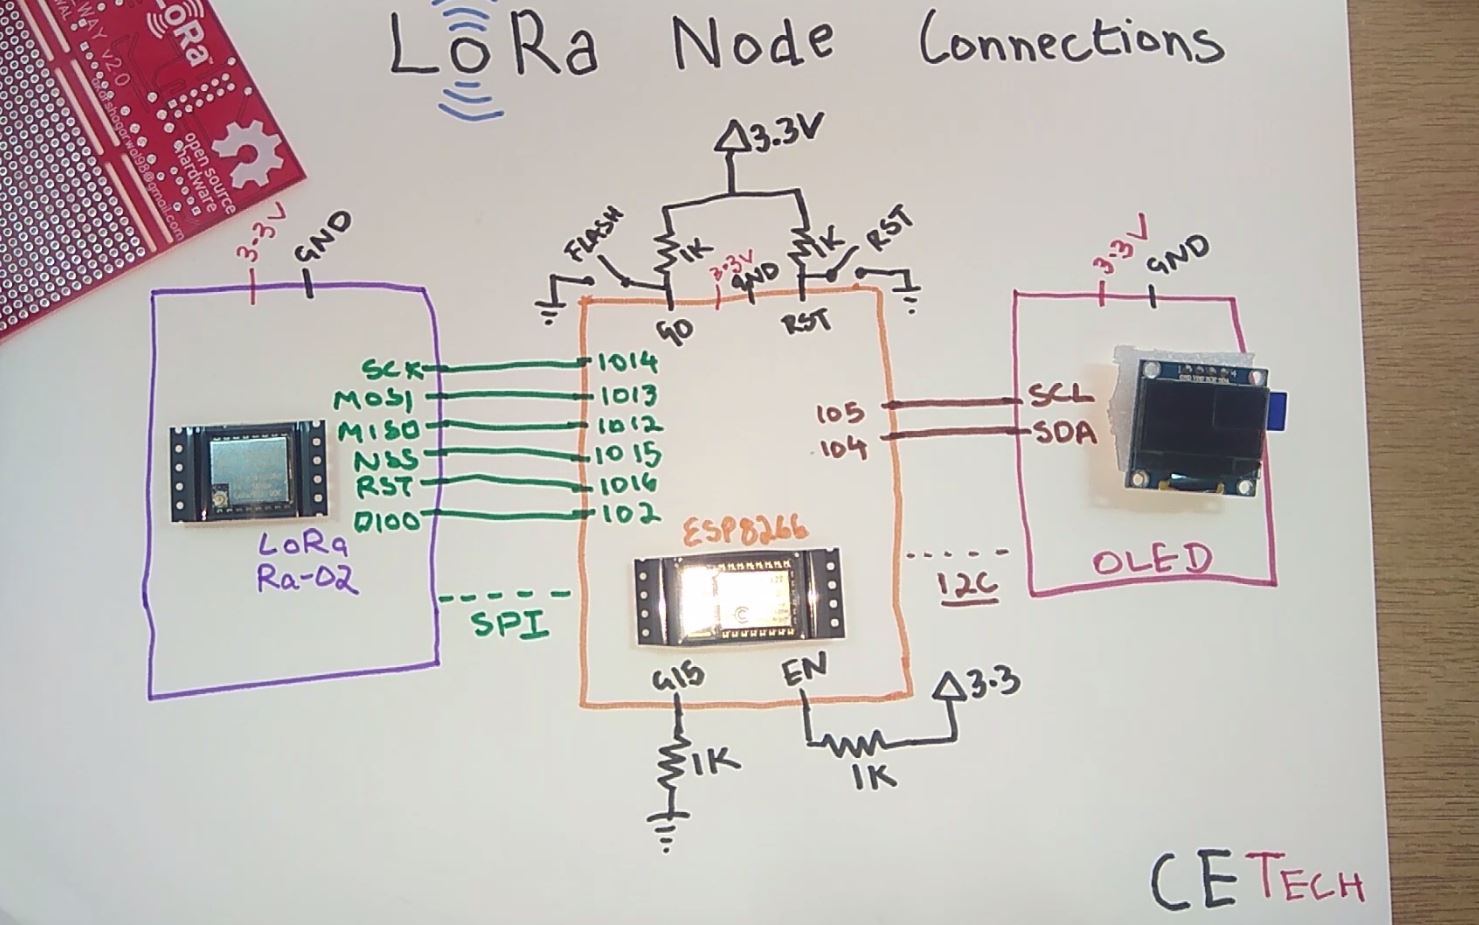 LoRa Node Connections
LoRa
WAY v2.0
open source
hardware
3.3V
3.3V
GND
FLASH
1K
3.3V
GND
1K
RST
3.3V
GND
G0
RST
SCK
IO14
MOSI
IO13
MISO
IO12
NSS
IO15
RST
IO16
DIO0
IO2
IO5
SCL
IO4
SDA
LoRa
Ra-02
ESP8266
OLED
SPI
I2C
G15
EN
3.3
1K
1K
CETECH